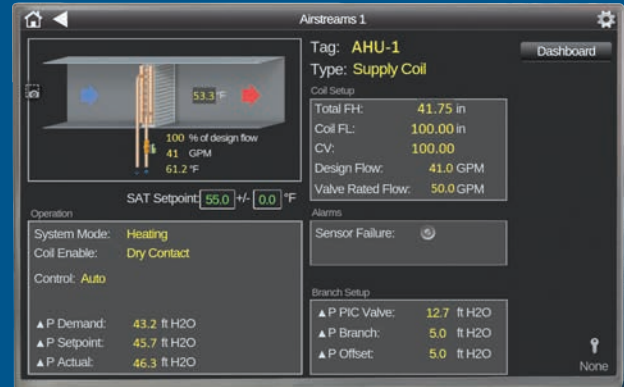 Airstreams 1
53.3 °F
100 % of design flow
41 GPM
61.2 °F
SAT Setpoint: 55.0 +/- 0.0 °F
Operation
System Mode: Heating
Coil Enable: Dry Contact
Control: Auto
▲P Demand: 43.2 ft H2O
▲P Setpoint: 45.7 ft H2O
▲P Actual: 46.3 ft H2O
Tag: AHU-1
Type: Supply Coil
Dashboard
Coil Setup
Total FH: 41.75 in
Coil FL: 100.00 in
CV: 100.00
Design Flow: 41.0 GPM
Valve Rated Flow: 50.0 GPM
Alarms
Sensor Failure:
Branch Setup
▲P PIC Valve: 12.7 ft H2O
▲P Branch: 5.0 ft H2O
▲P Offset: 5.0 ft H2O
None